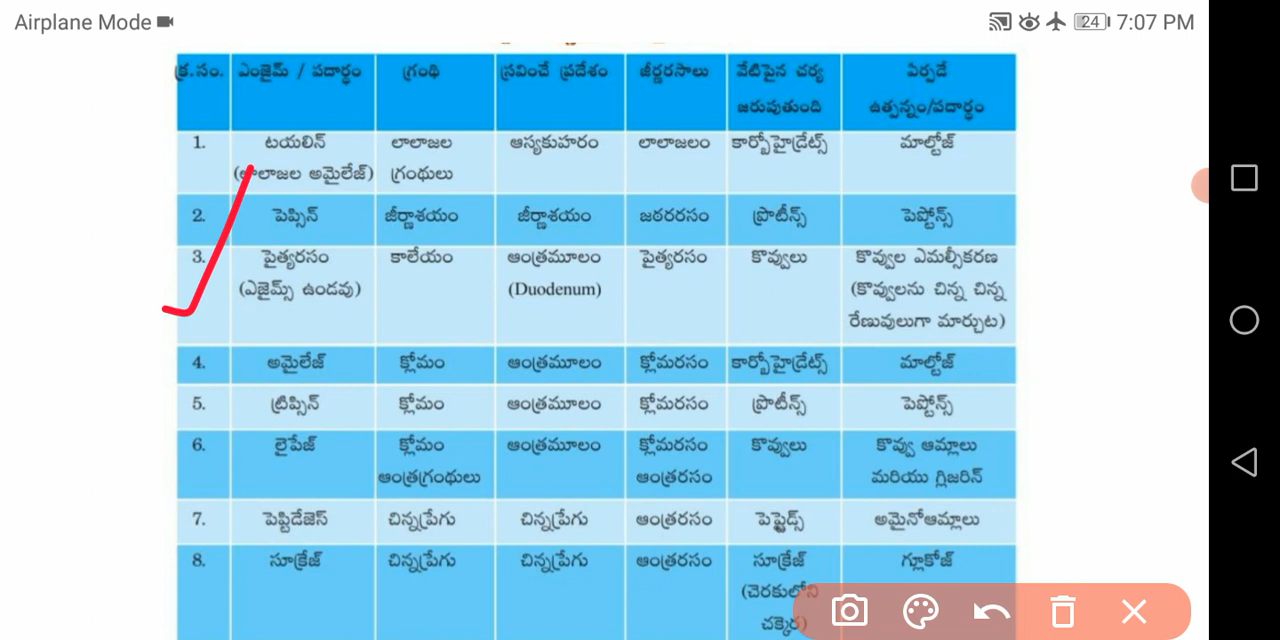 Airplane Mode
24 7:07 PM
క్ర.సం. ఎంజైమ్ / పదార్థం గ్రంథి స్రవించే ప్రదేశం జీర్ణరసాలు వేటిపైన చర్య ఏర్పడే
జరుపుతుంది ఉత్పన్నం/పదార్థం
1. టయలిన్ లాలాజల ఆస్యకుహరం లాలాజలం కార్బోహైడ్రేట్స్ మాల్టోజ్
(లాలాజల అమైలేజ్) గ్రంథులు
2. పెప్సిన్ జీర్ణాశయం జీర్ణాశయం జఠరరసం ప్రొటీన్స్ పెప్టోన్స్
3. పైత్యరసం కాలేయం ఆంత్రమూలం పైత్యరసం కొవ్వులు కొవ్వుల ఎమల్సీకరణ
(ఎజైమ్స్ ఉండవు) (Duodenum) (కొవ్వులను చిన్న చిన్న
రేణువులుగా మార్చుట)
4. అమైలేజ్ క్లోమం ఆంత్రమూలం క్లోమరసం కార్బోహైడ్రేట్స్ మాల్టోజ్
5. ట్రిప్సిన్ క్లోమం ఆంత్రమూలం క్లోమరసం ప్రొటీన్స్ పెప్టోన్స్
6. లైపేజ్ క్లోమం ఆంత్రమూలం క్లోమరసం కొవ్వులు కొవ్వు ఆమ్లాలు
ఆంత్రగ్రంథులు ఆంత్రరసం మరియు గ్లిజరిన్
7. పెప్టిడేజెస్ చిన్నప్రేగు చిన్నప్రేగు ఆంత్రరసం పెప్టైడ్స్ అమైనోఆమ్లాలు
8. సూక్రేజ్ చిన్నప్రేగు చిన్నప్రేగు ఆంత్రరసం సూక్రేజ్ గ్లూకోజ్
(చెరకులోని
చక్కెర)